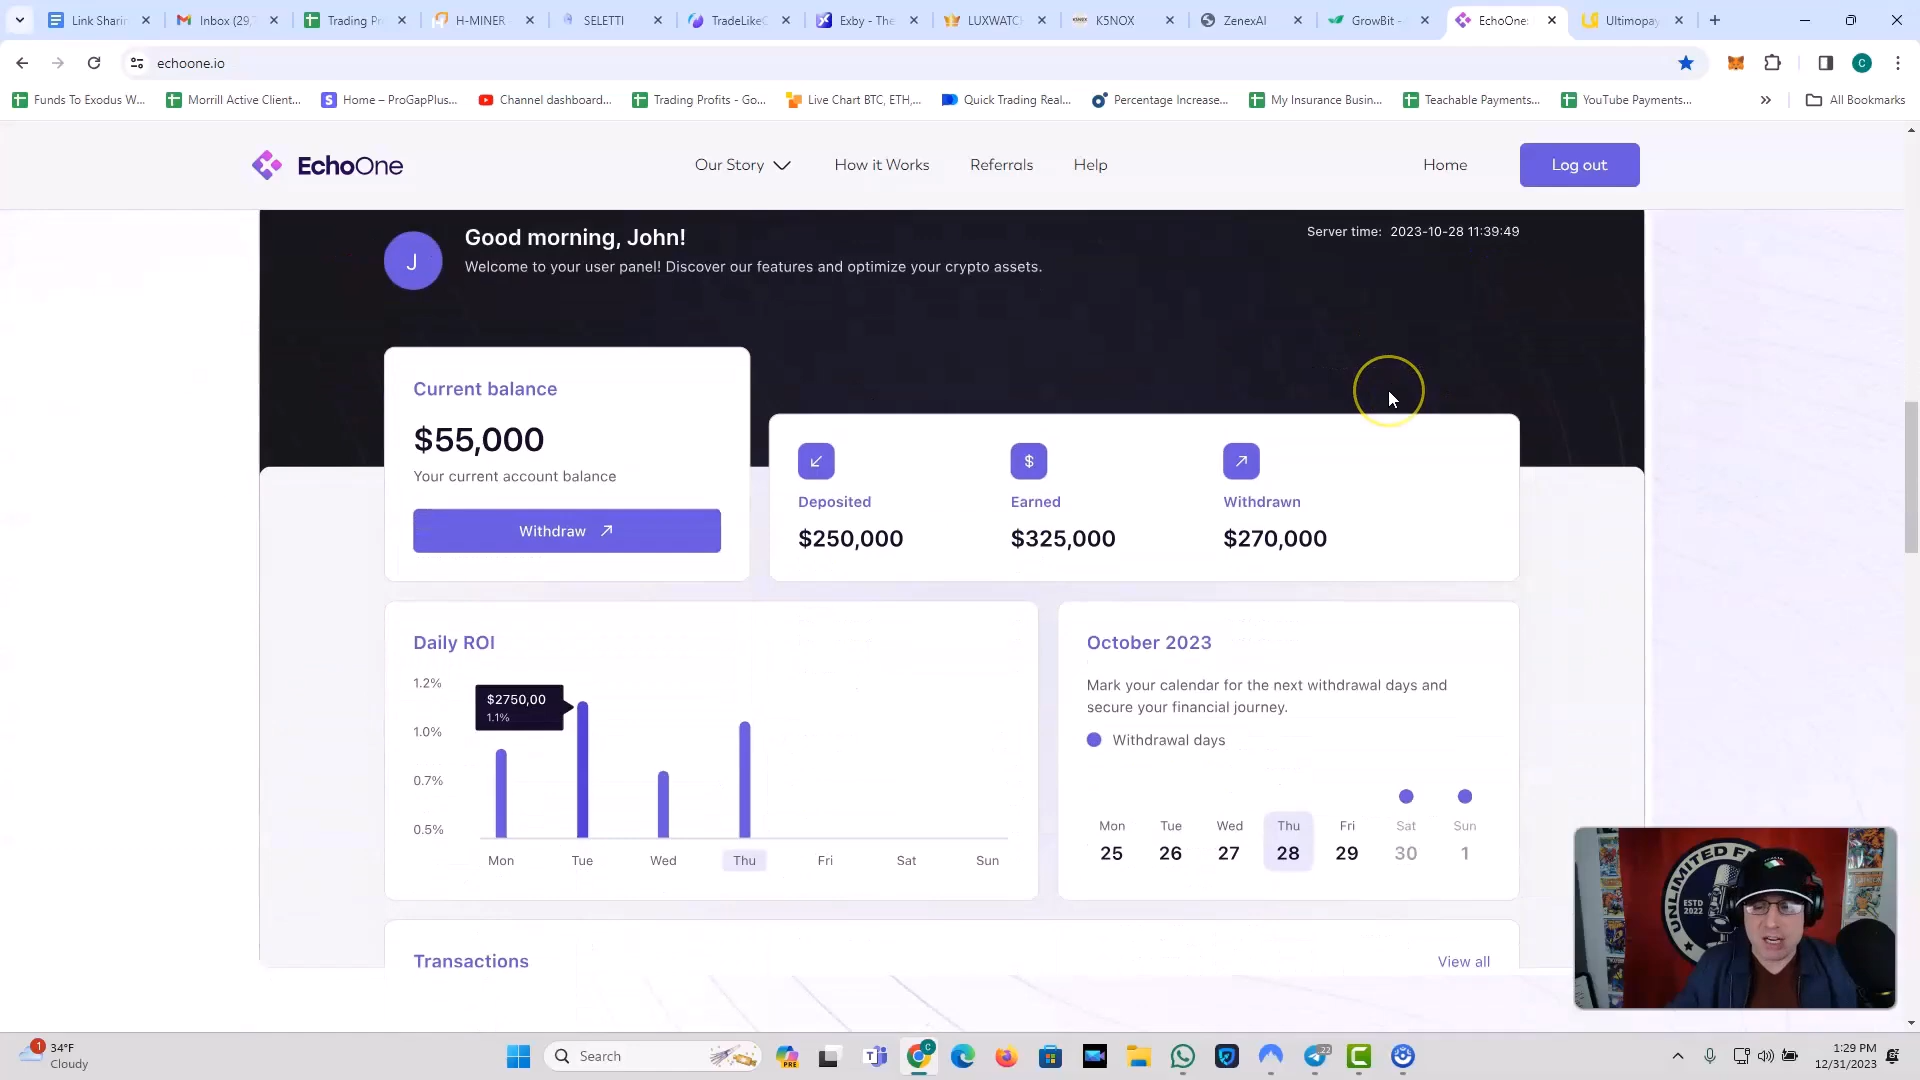 Link Sharin
Inbox (29,
Trading Pr
H-MINER
SELETTI
TradeLikeC
Exby - The
LUXWATCH
K5NOX
ZenexAI
GrowBit -
EchoOne:
Ultimopay
echoone.io
C
Funds To Exodus W...
Morrill Active Client...
Home – ProGapPlus...
Channel dashboard...
Trading Profits - Go...
Live Chart BTC, ETH,...
Quick Trading Real...
Percentage Increase...
My Insurance Busin...
Teachable Payments...
YouTube Payments...
All Bookmarks
EchoOne
Our Story
How it Works
Referrals
Help
Home
Log out
J
Good morning, John!
Welcome to your user panel! Discover our features and optimize your crypto assets.
Server time: 2023-10-28 11:39:49
Current balance
$55,000
Your current account balance
Withdraw
Deposited
$250,000
$
Earned
$325,000
Withdrawn
$270,000
Daily ROI
1.2%
1.0%
0.7%
0.5%
$2750,00
1.1%
Mon Tue Wed Thu Fri Sat Sun
October 2023
Mark your calendar for the next withdrawal days and
secure your financial journey.
Withdrawal days
Mon Tue Wed Thu Fri Sat Sun
25 26 27 28 29 30 1
Transactions
View all
UNLIMITED
ESTD
2022
1
34°F
Cloudy
Search
PRE
C
22
1:29 PM
12/31/2023